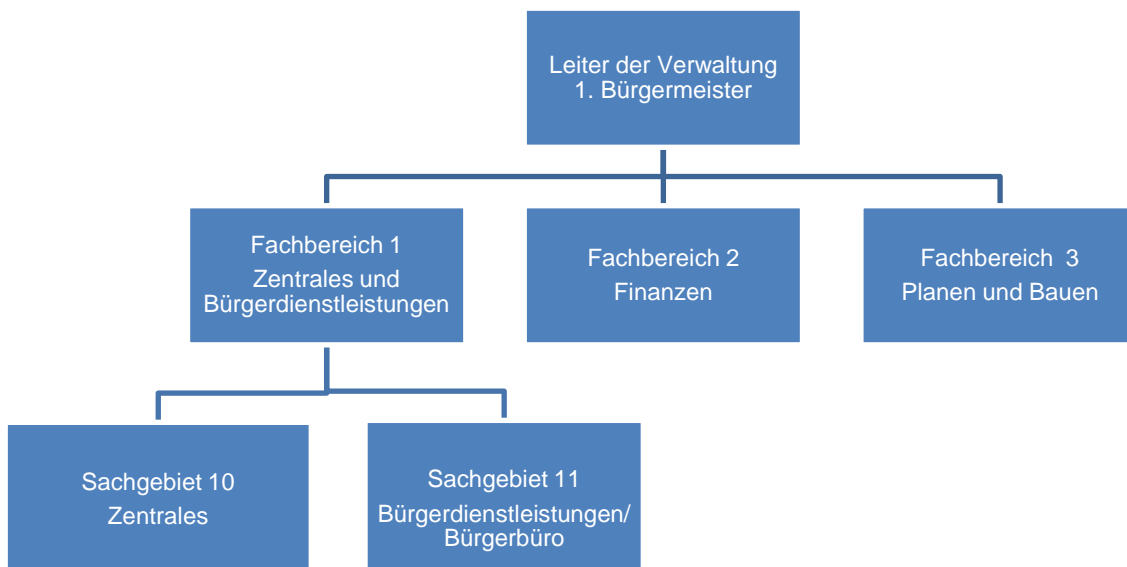 Leiter der Verwaltung
1. Bürgermeister
Fachbereich 1
Zentrales und
Bürgerdienstleistungen
Fachbereich 2
Finanzen
Fachbereich  3
Planen und Bauen
Sachgebiet 10
Zentrales
Sachgebiet 11
Bürgerdienstleistungen/
Bürgerbüro